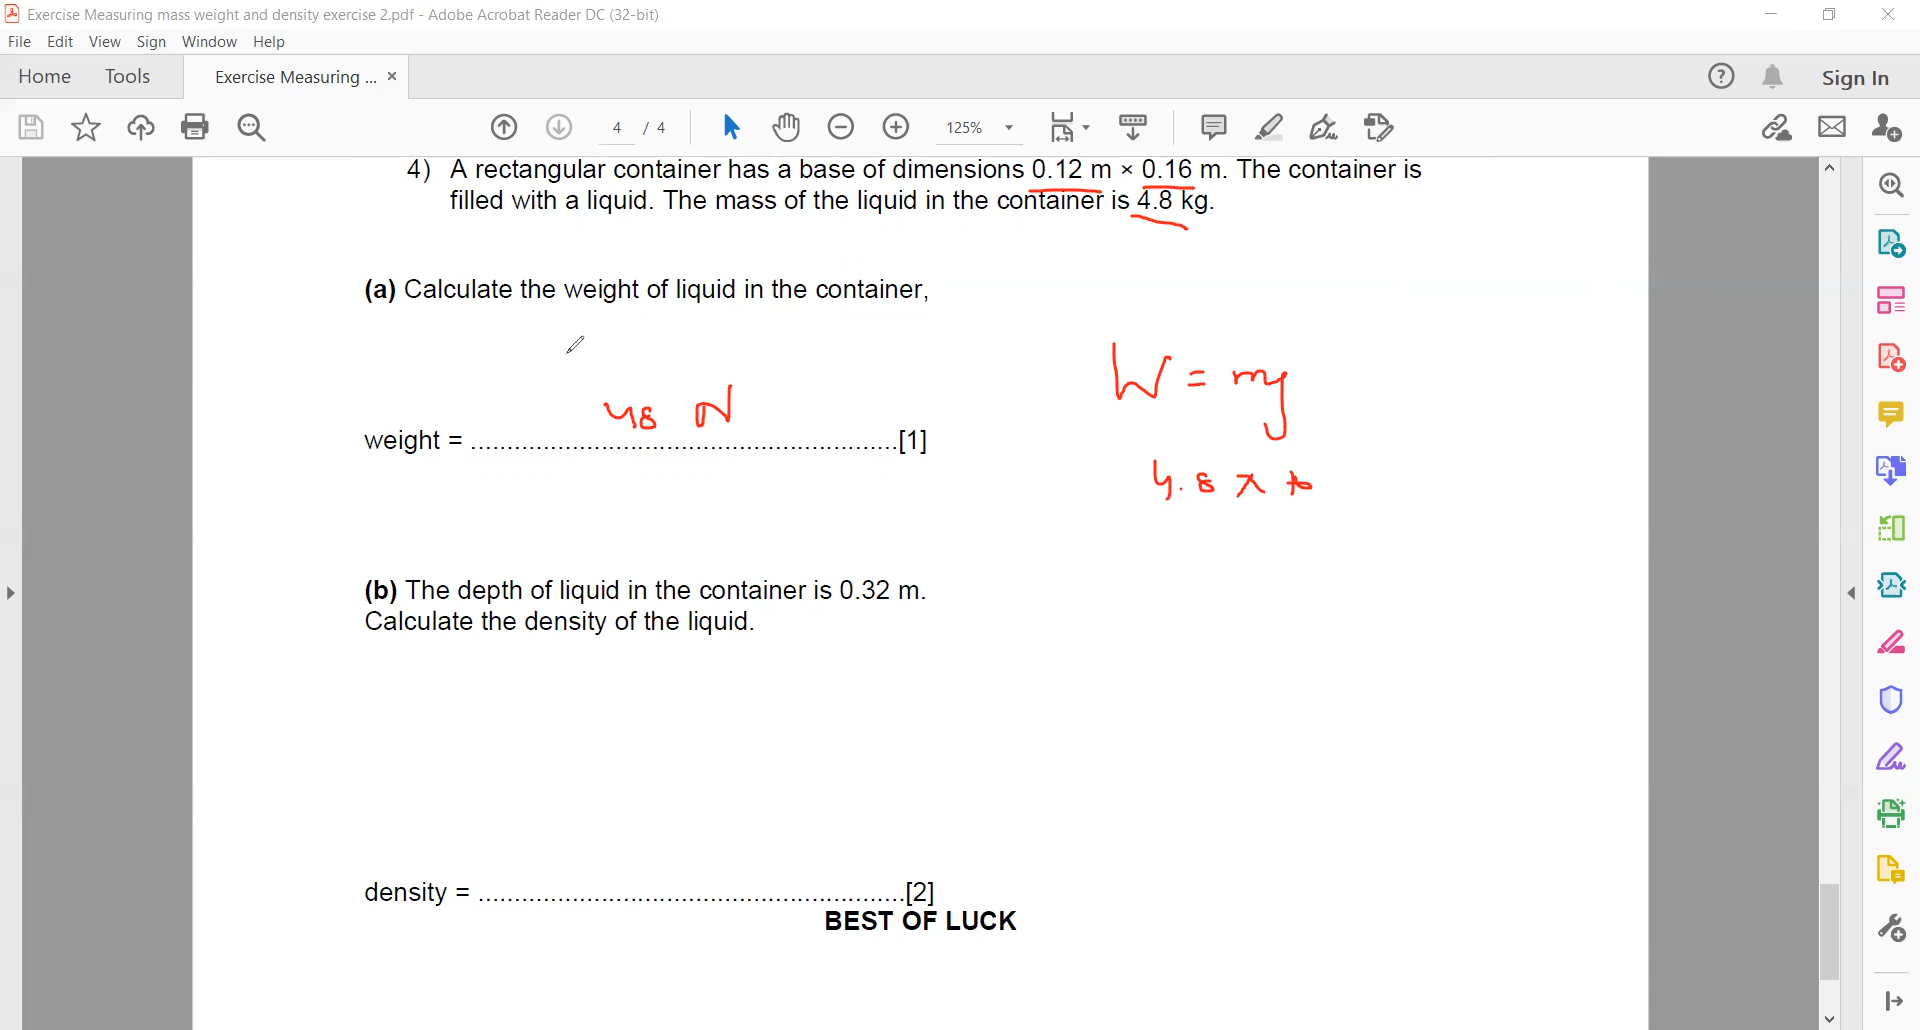 Exercise Measuring mass weight and density exercise 2.pdf - Adobe Acrobat Reader DC (32-bit)
File Edit View Sign Window Help
Home Tools Exercise Measuring ... × Sign In
4 / 4 125%
4) A rectangular container has a base of dimensions 0.12 m × 0.16 m. The container is
filled with a liquid. The mass of the liquid in the container is 4.8 kg.
(a) Calculate the weight of liquid in the container,
W = mg
48 N
weight = ..........................................................[1]
4.8 x 10
(b) The depth of liquid in the container is 0.32 m.
Calculate the density of the liquid.
density = ..........................................................[2]
BEST OF LUCK